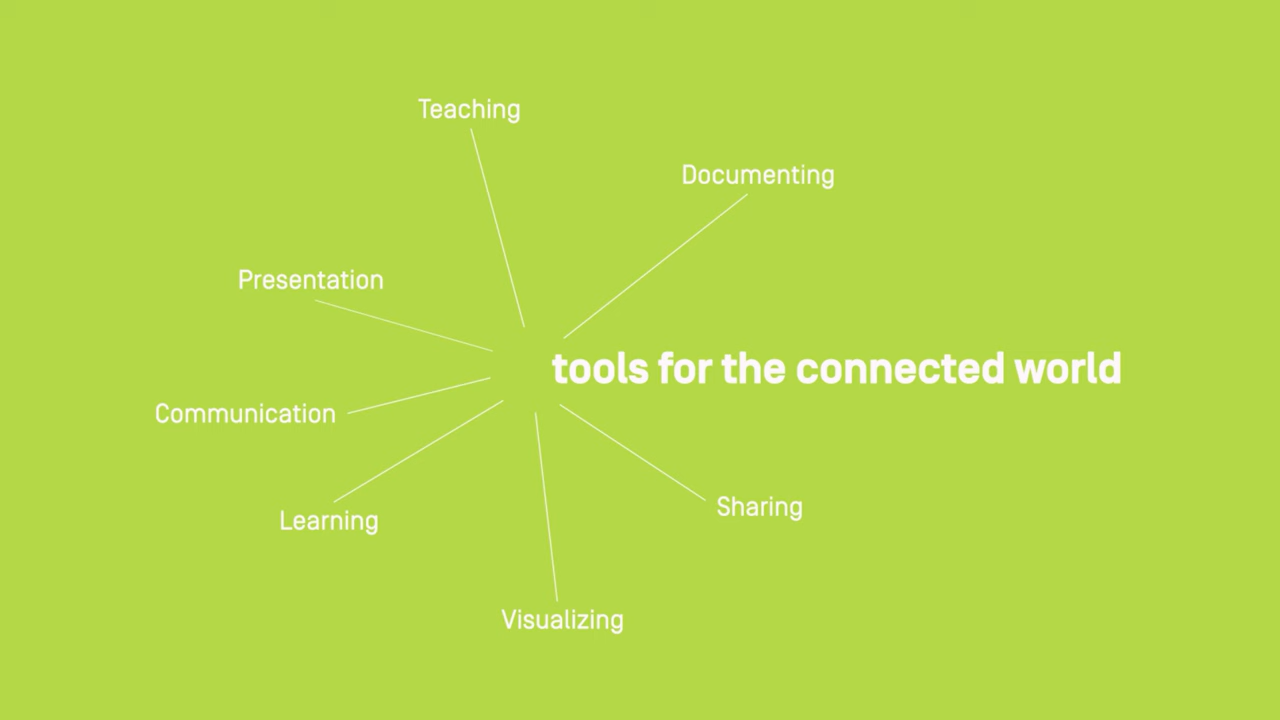 Teaching
Documenting
Presentation
tools for the connected world
Communication
Sharing
Learning
Visualizing